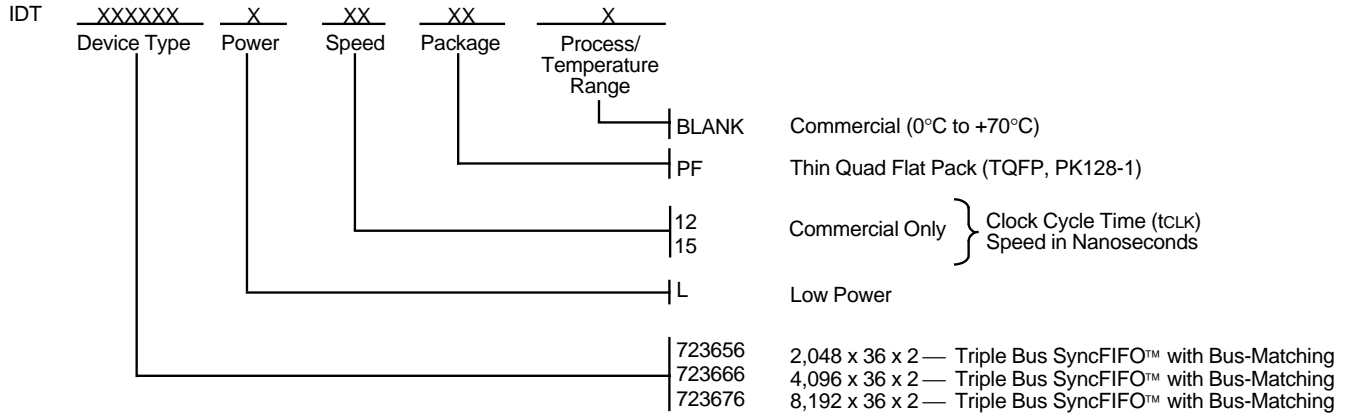 IDT XXXXXX X XX XX X
Device Type Power Speed Package Process/
Temperature
Range
BLANK Commercial (0°C to +70°C)
PF Thin Quad Flat Pack (TQFP, PK128-1)
12
15
Commercial Only
Clock Cycle Time (tCLK)
Speed in Nanoseconds
L Low Power
723656 2,048 x 36 x 2 — Triple Bus SyncFIFO™ with Bus-Matching
723666 4,096 x 36 x 2 — Triple Bus SyncFIFO™ with Bus-Matching
723676 8,192 x 36 x 2 — Triple Bus SyncFIFO™ with Bus-Matching